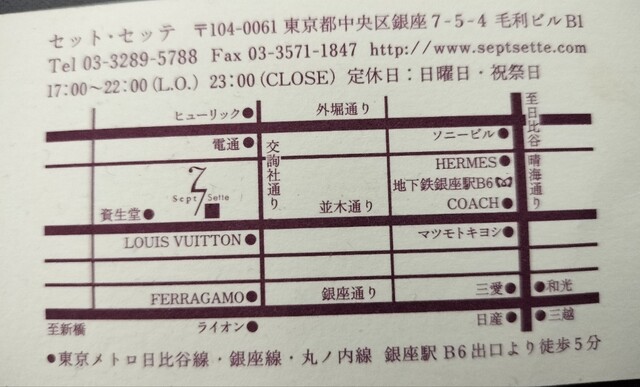 セット・セッテ 〒104-0061 東京都中央区銀座7-5-4 毛利ビルB1
Tel 03-3289-5788 Fax 03-3571-1847 http://www.septsette.com
17:00〜22:00(L.O.) 23:00(CLOSE) 定休日:日曜日・祝祭日
ヒューリック
外堀通り
至日比谷
電通
交詢社通り
ソニービル
HERMES
晴海通り
地下鉄銀座駅B6
7
Sept Sette
資生堂
並木通り
COACH
LOUIS VUITTON
マツモトキヨシ
FERRAGAMO
銀座通り
三愛
和光
至新橋
ライオン
日産
三越
●東京メトロ日比谷線・銀座線・丸ノ内線 銀座駅B6出口より徒歩5分